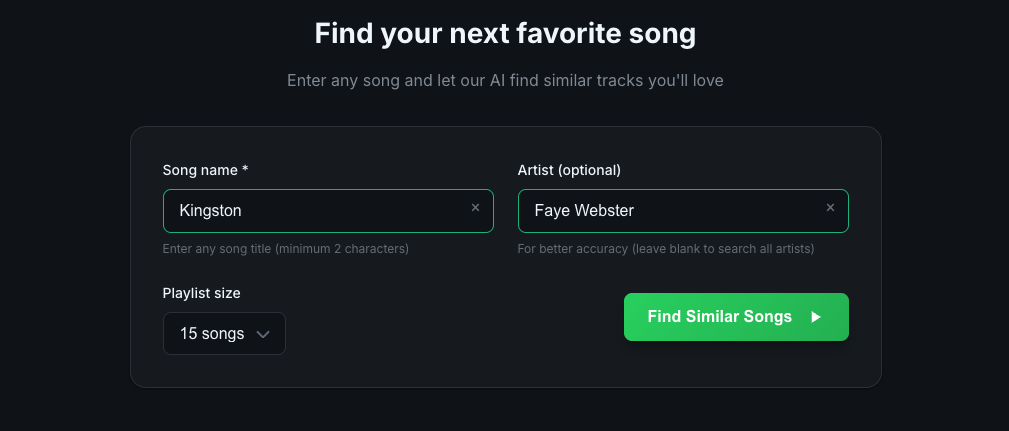 Find your next favorite song
Enter any song and let our AI find similar tracks you'll love
Song name *
Artist (optional)
Kingston
×
Faye Webster
×
Enter any song title (minimum 2 characters)
For better accuracy (leave blank to search all artists)
Playlist size
15 songs
Find Similar Songs